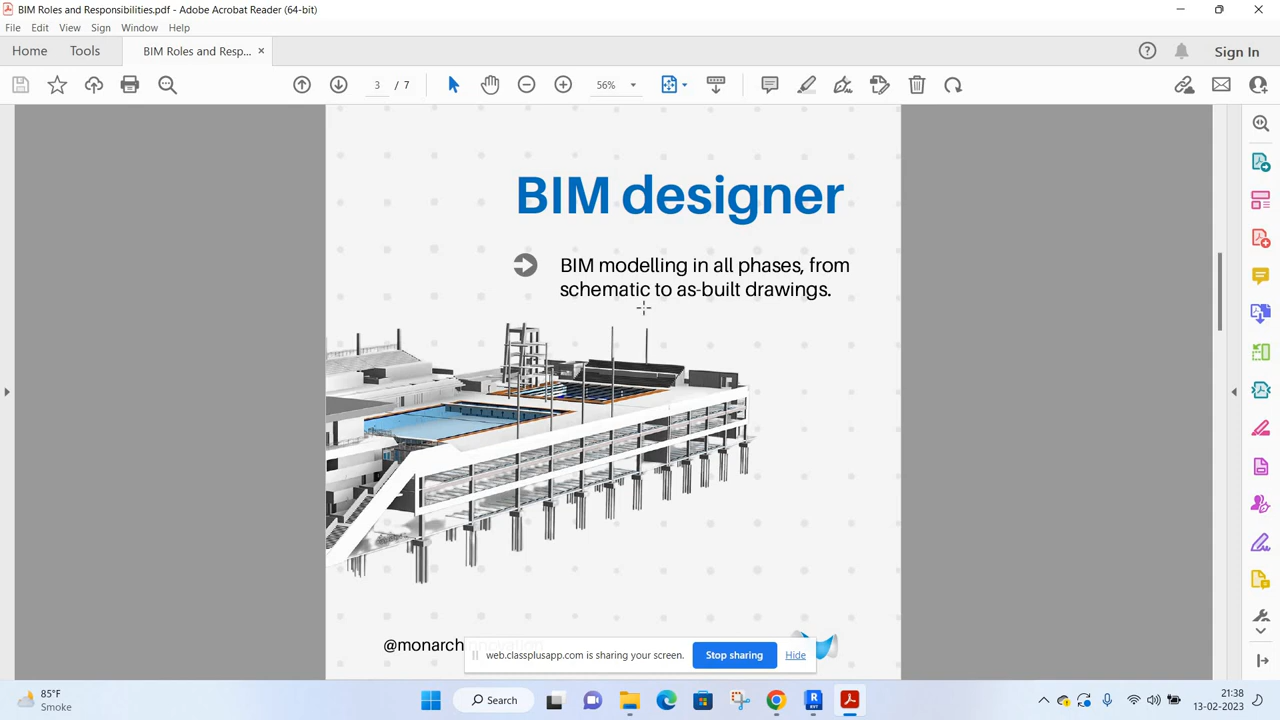 BIM Roles and Responsibilities.pdf - Adobe Acrobat Reader (64-bit)
File Edit View Sign Window Help
Home Tools BIM Roles and Resp... × Sign In
3 / 7 56%
BIM designer
BIM modelling in all phases, from
schematic to as-built drawings.
@monarch
web.classplusapp.com is sharing your screen. Stop sharing Hide
85°F
Smoke
Search
21:38
13-02-2023